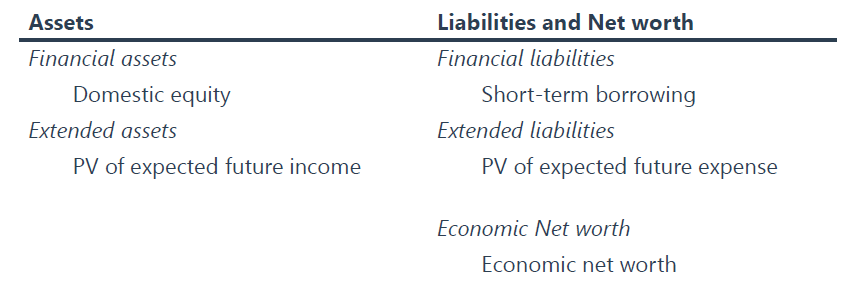 Assets Liabilities and Net worth
Financial assets Financial liabilities
Domestic equity Short-term borrowing
Extended assets Extended liabilities
PV of expected future income PV of expected future expense
Economic Net worth
Economic net worth